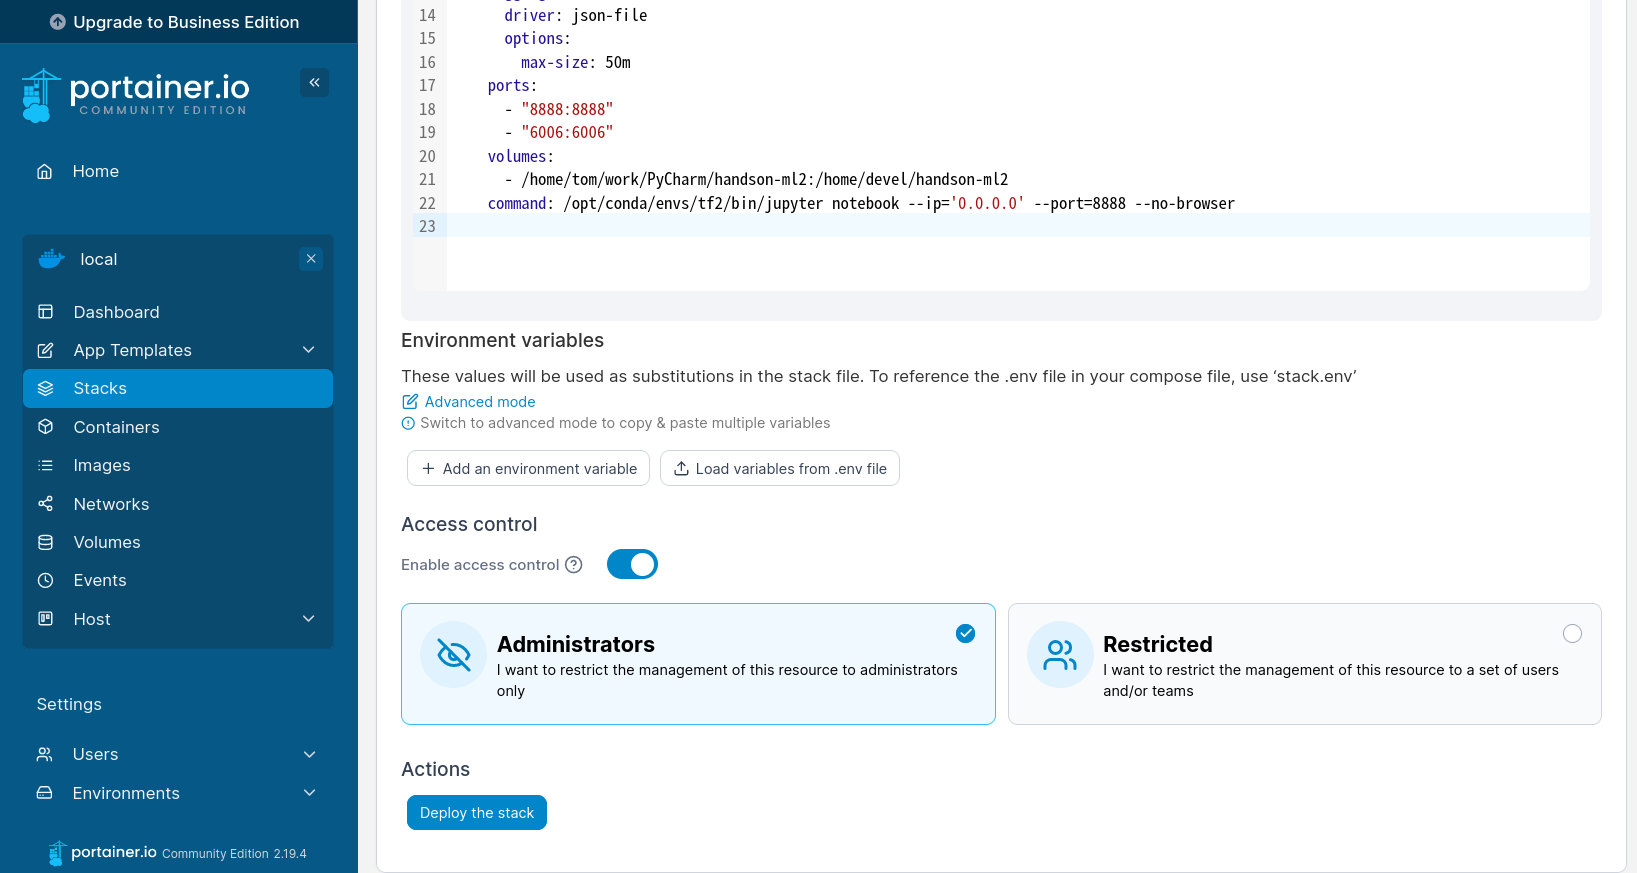 Upgrade to Business Edition
portainer.io
COMMUNITY EDITION
Home
local
Dashboard
App Templates
Stacks
Containers
Images
Networks
Volumes
Events
Host
Settings
Users
Environments
portainer.io Community Edition 2.19.4
14 driver: json-file
15 options:
16 max-size: 50m
17 ports:
18 - "8888:8888"
19 - "6006:6006"
20 volumes:
21 - /home/tom/work/PyCharm/handson-ml2:/home/devel/handson-ml2
22 command: /opt/conda/envs/tf2/bin/jupyter notebook --ip='0.0.0.0' --port=8888 --no-browser
23
Environment variables
These values will be used as substitutions in the stack file. To reference the .env file in your compose file, use ‘stack.env’
Advanced mode
Switch to advanced mode to copy & paste multiple variables
Add an environment variable
Load variables from .env file
Access control
Enable access control
Administrators
I want to restrict the management of this resource to administrators
only
Restricted
I want to restrict the management of this resource to a set of users
and/or teams
Actions
Deploy the stack